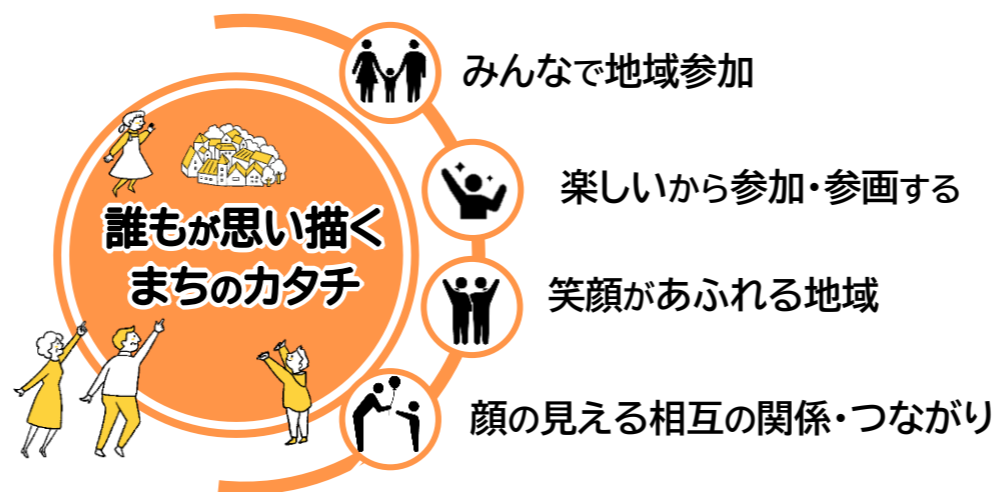 みんなで地域参加
楽しいから参加・参画する
誰もが思い描く
まちのカタチ
笑顔があふれる地域
顔の見える相互の関係・つながり